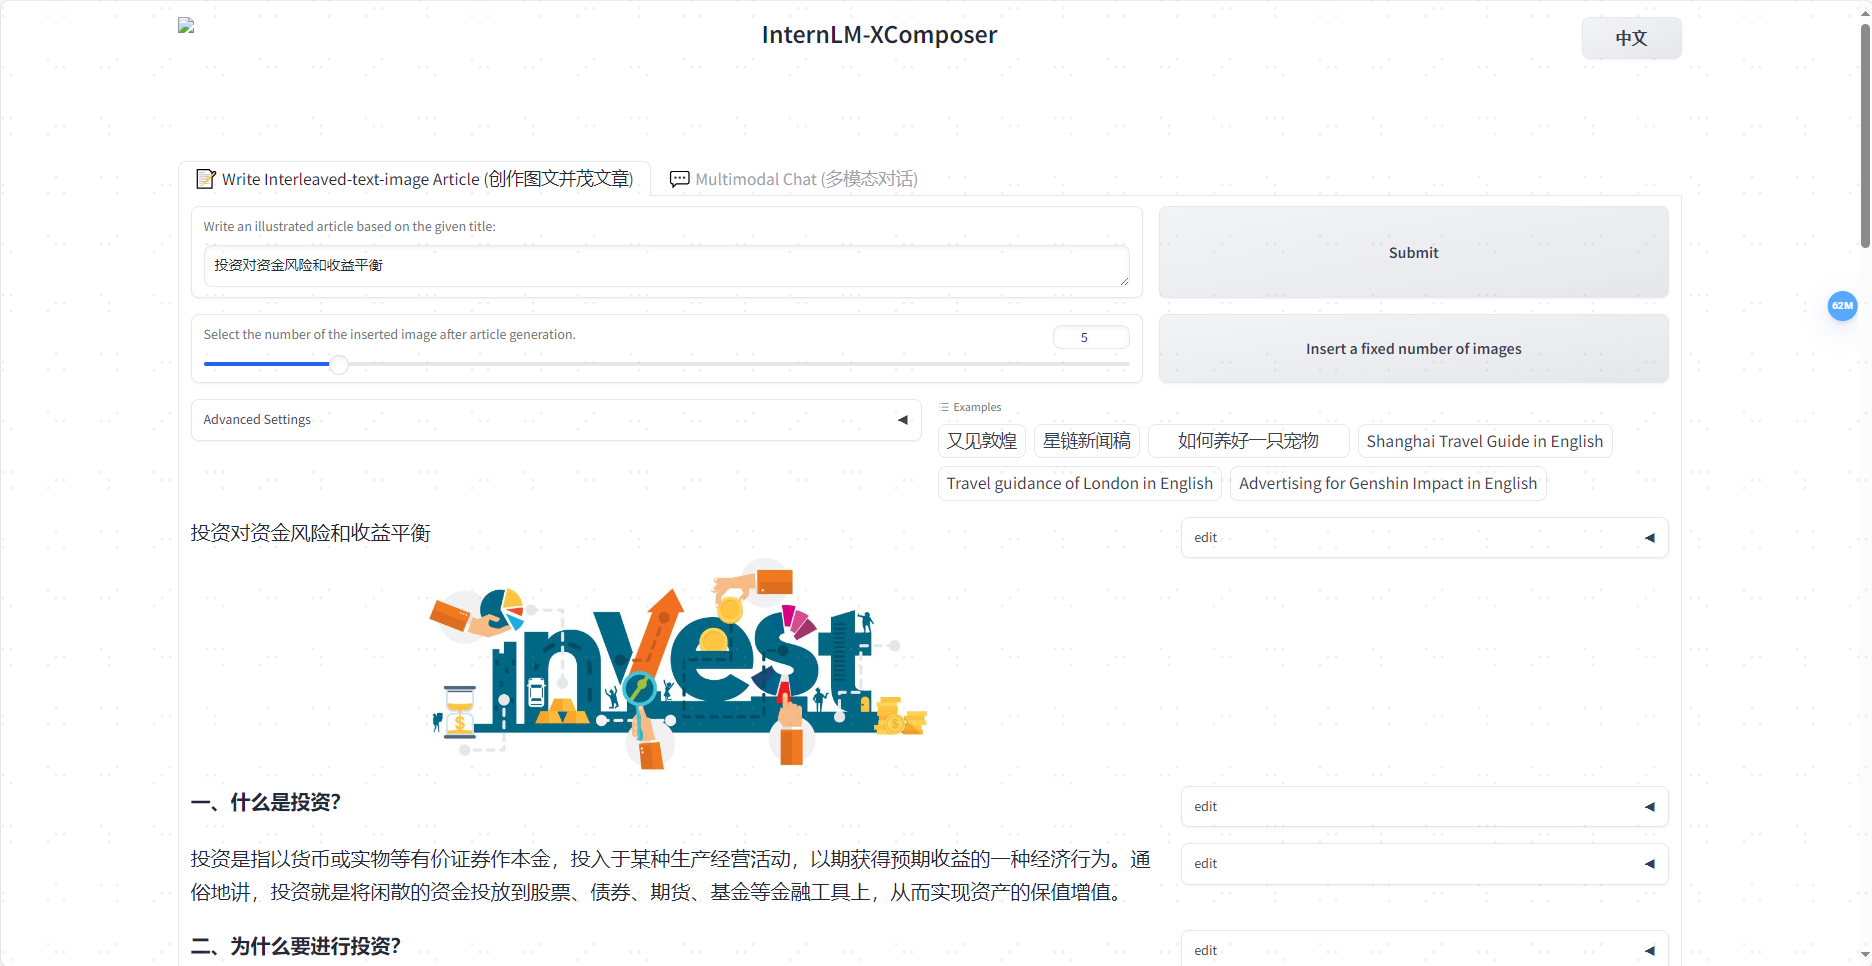 InternLM-XComposer
中文
Write Interleaved-text-image Article (创作图文并茂文章)
Multimodal Chat (多模态对话)
Write an illustrated article based on the given title:
投资对资金风险和收益平衡
Submit
62M
Select the number of the inserted image after article generation.
5
Insert a fixed number of images
Advanced Settings
Examples
又见敦煌
星链新闻稿
如何养好一只宠物
Shanghai Travel Guide in English
Travel guidance of London in English
Advertising for Genshin Impact in English
投资对资金风险和收益平衡
edit
invest
一、什么是投资?
edit
投资是指以货币或实物等有价证券作本金，投入于某种生产经营活动，以期获得预期收益的一种经济行为。通
俗地讲，投资就是将闲散的资金投放到股票、债券、期货、基金等金融工具上，从而实现资产的保值增值。
edit
二、为什么要进行投资?
edit